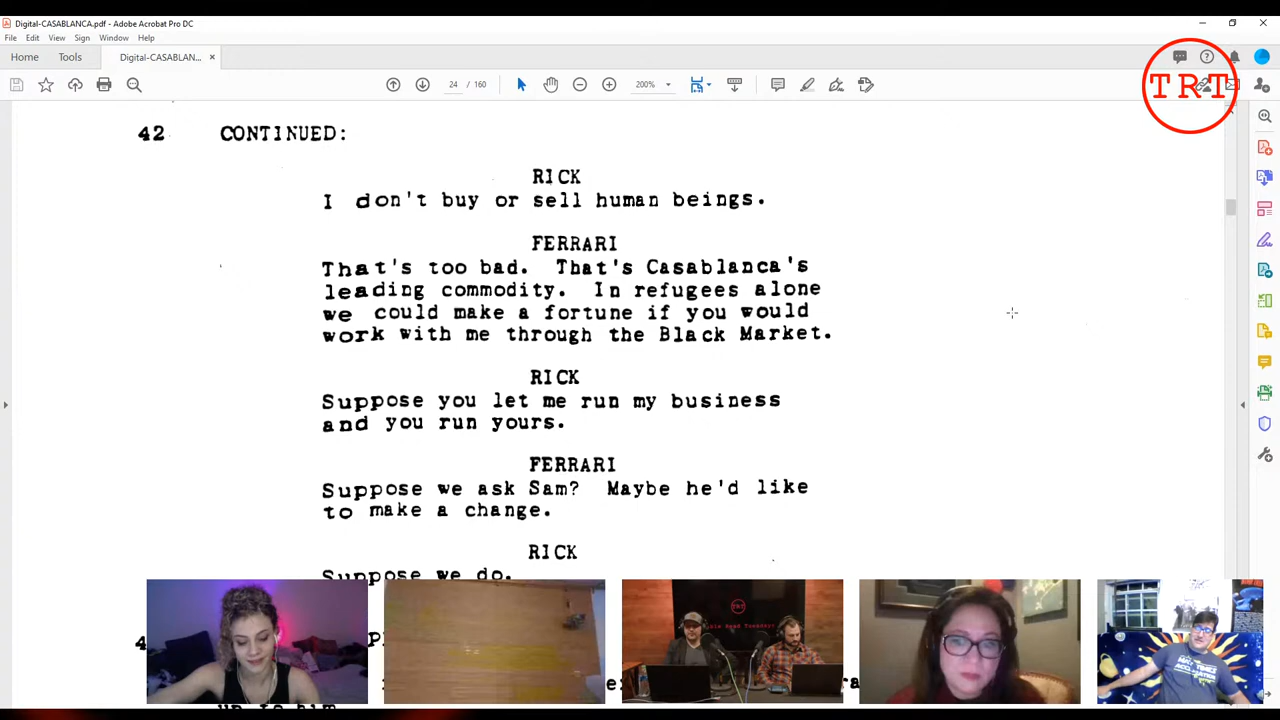 Digital-CASABLANCA.pdf - Adobe Acrobat Pro DC
File Edit View Sign Window Help
Home Tools Digital-CASABLAN... ×
24 / 160 200%
TRT
42 CONTINUED:
RICK
I don't buy or sell human beings.
FERRARI
That's too bad. That's Casablanca's
leading commodity. In refugees alone
we could make a fortune if you would
work with me through the Black Market.
RICK
Suppose you let me run my business
and you run yours.
FERRARI
Suppose we ask Sam? Maybe he'd like
to make a change.
RICK
Suppose we do.
TRT